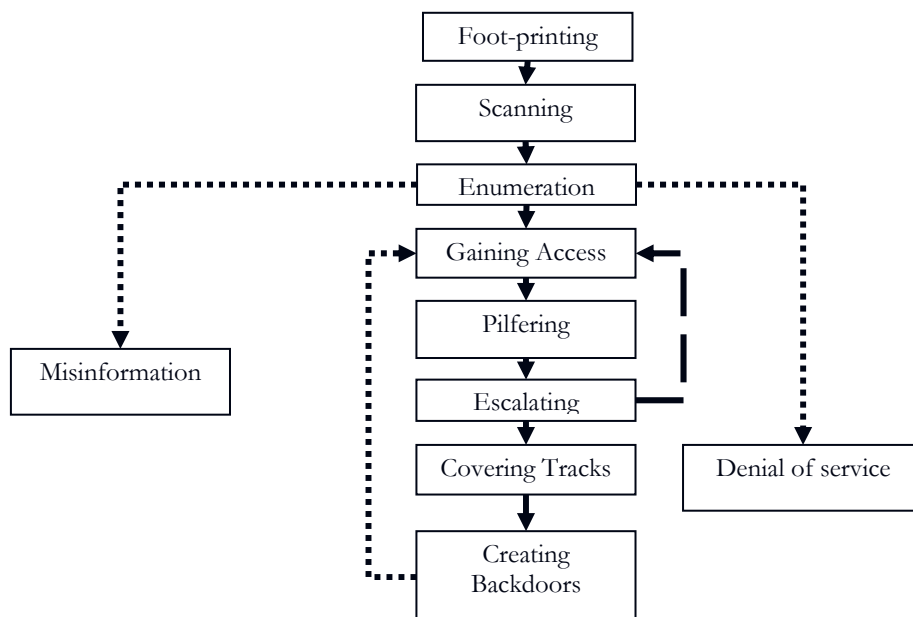 Foot-printing
Scanning
Enumeration
Gaining Access
Pilfering
Misinformation
Escalating
Covering Tracks
Denial of service
Creating
Backdoors